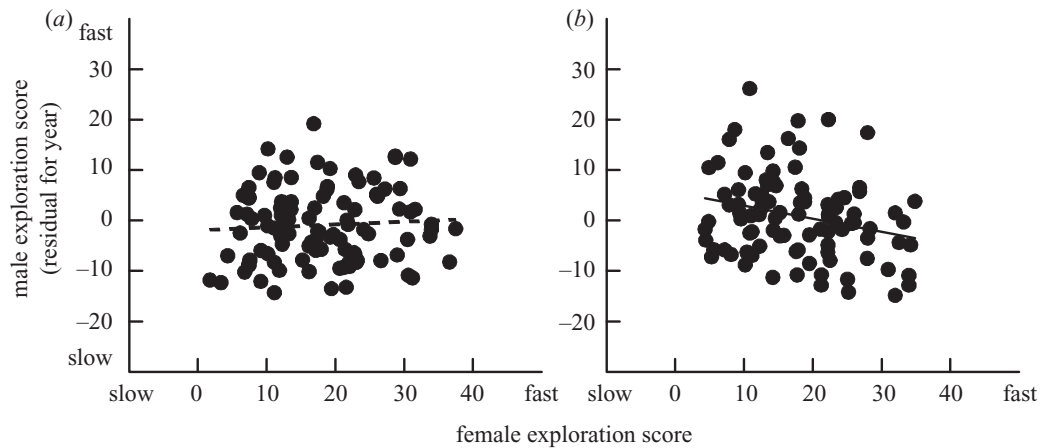 (a)
fast
30
20
10
0
–10
–20
slow
male exploration score
(residual for year)
slow 0 10 20 30 40 fast
(b)
30
20
10
0
–10
–20
slow 0 10 20 30 40 fast
female exploration score